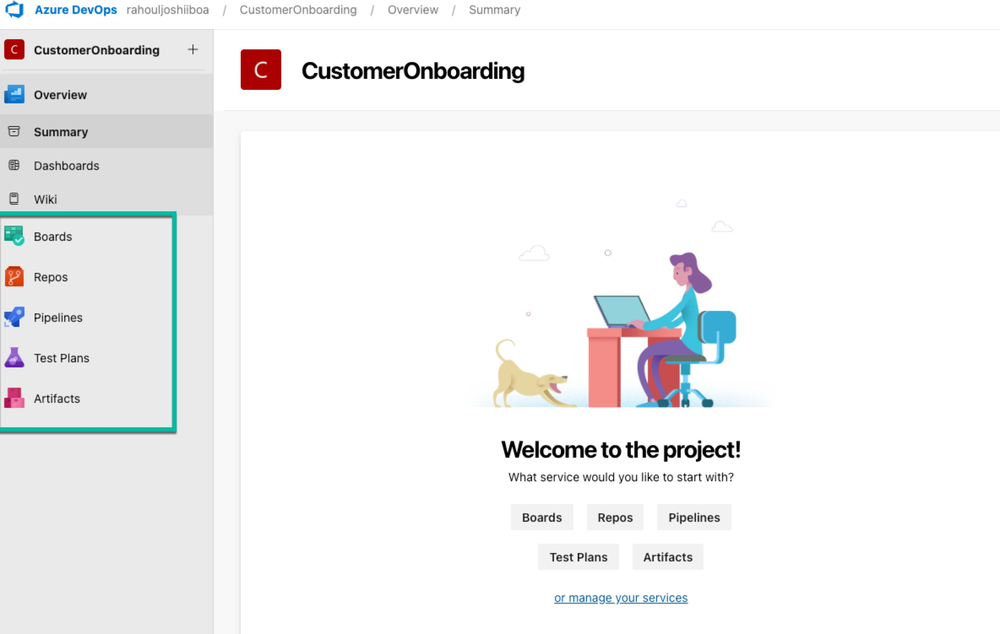 Azure DevOps rahouljoshiiboa / CustomerOnboarding / Overview / Summary
C CustomerOnboarding +
Overview
Summary
Dashboards
Wiki
Boards
Repos
Pipelines
Test Plans
Artifacts
C CustomerOnboarding
Welcome to the project!
What service would you like to start with?
Boards Repos Pipelines
Test Plans Artifacts
or manage your services